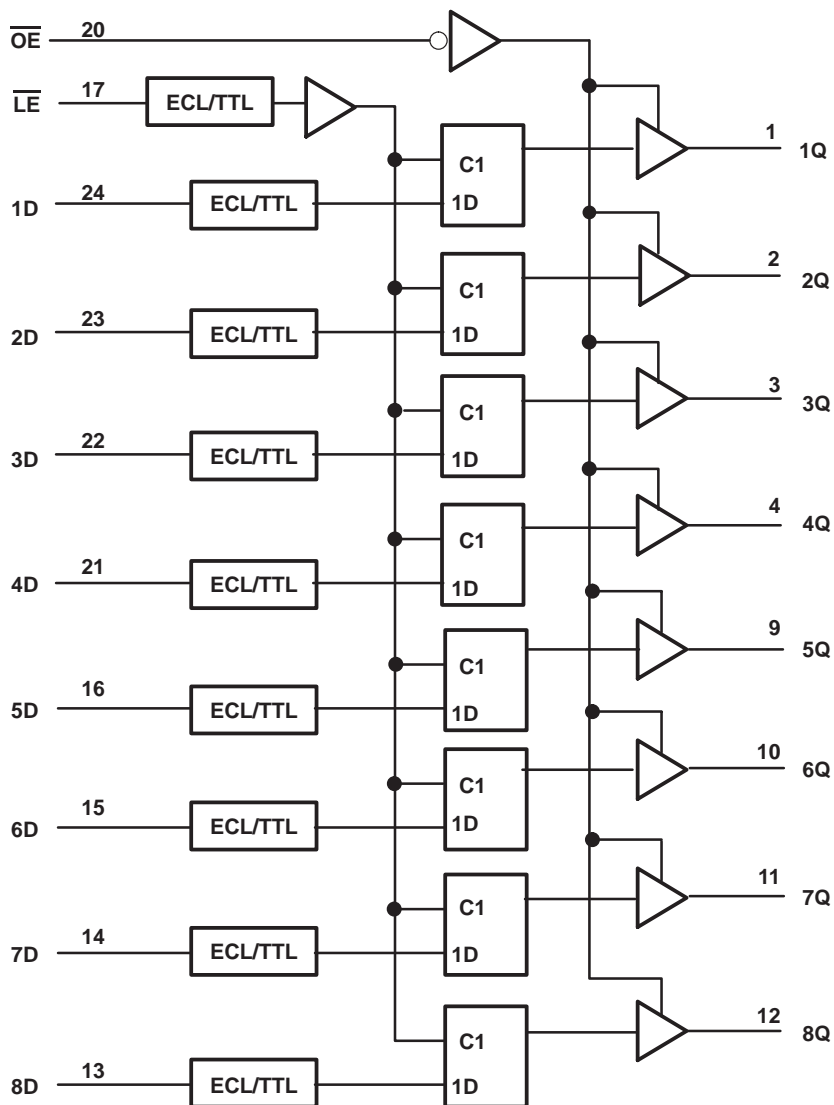 OE 20
LE 17 ECL/TTL
C1 1 1Q
1D 24 ECL/TTL 1D
C1 2 2Q
2D 23 ECL/TTL 1D
C1 3 3Q
3D 22 ECL/TTL 1D
C1 4 4Q
4D 21 ECL/TTL 1D
C1 9 5Q
5D 16 ECL/TTL 1D
C1 10 6Q
6D 15 ECL/TTL 1D
C1 11 7Q
7D 14 ECL/TTL 1D
C1 12 8Q
8D 13 ECL/TTL 1D